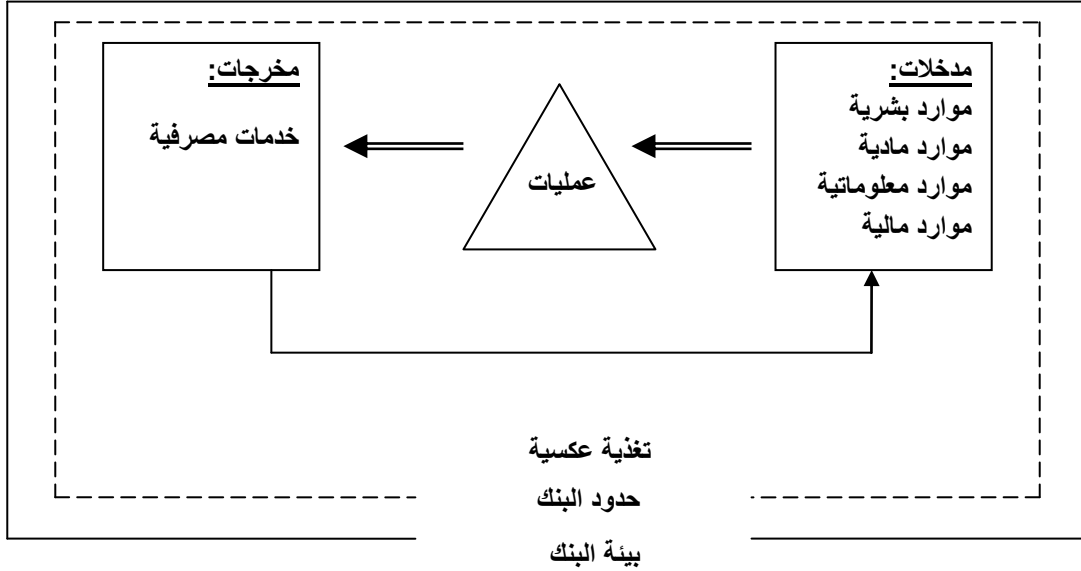 مدخلات:
موارد بشرية
موارد مادية
موارد معلوماتية
موارد مالية
عمليات
مخرجات:
خدمات مصرفية
تغذية عكسية
حدود البنك
بيئة البنك